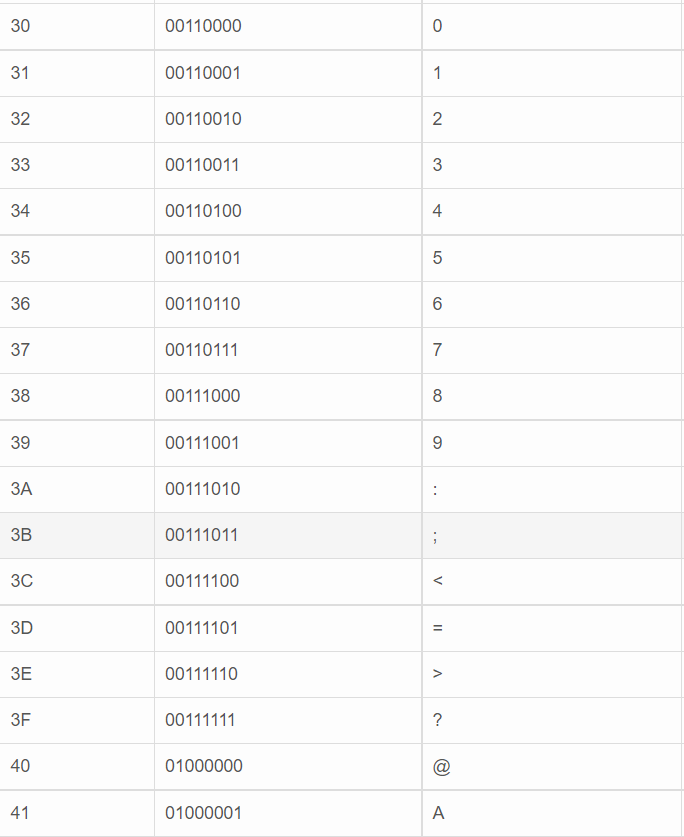 30 00110000 0
31 00110001 1
32 00110010 2
33 00110011 3
34 00110100 4
35 00110101 5
36 00110110 6
37 00110111 7
38 00111000 8
39 00111001 9
3A 00111010 :
3B 00111011 ;
3C 00111100 <
3D 00111101 =
3E 00111110 >
3F 00111111 ?
40 01000000 @
41 01000001 A